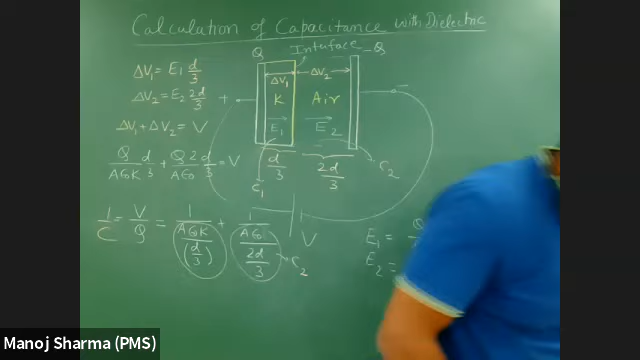 Calculation of Capacitance with Dielectric
Q Interface -Q
ΔV₁ = E₁ d/3
ΔV₂ = E₂ 2d/3
ΔV₁ + ΔV₂ = V
Q/(Aε₀K) d/3 + Q/(Aε₀) 2d/3 = V
1/C = V/Q = 1/(Aε₀K/(d/3)) + 1/(Aε₀/(2d/3))
C₂
+ ΔV₁ ΔV₂ −
K Air
E₁ E₂
d/3 2d/3
C₁ C₂
V
E₁ = Q
E₂ =
Manoj Sharma (PMS)